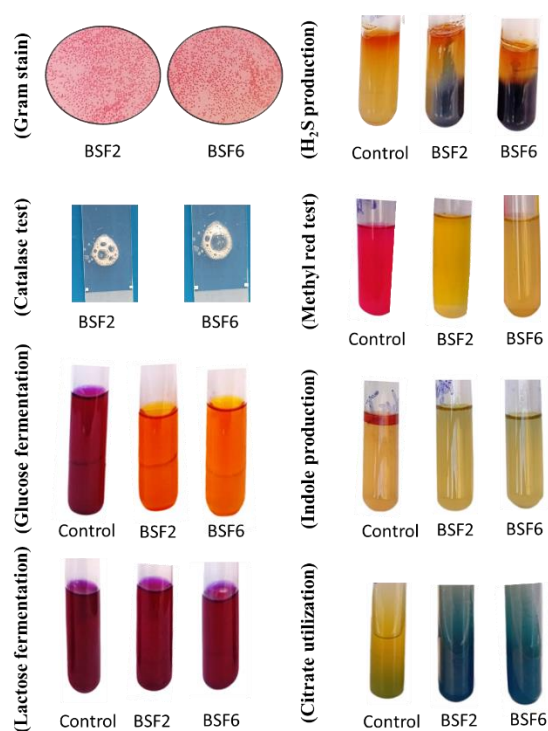 (Gram stain)
BSF2 BSF6
(H₂S production)
Control BSF2 BSF6
(Catalase test)
BSF2 BSF6
(Methyl red test)
Control BSF2 BSF6
(Glucose fermentation)
Control BSF2 BSF6
(Indole production)
Control BSF2 BSF6
(Lactose fermentation)
Control BSF2 BSF6
(Citrate utilization)
Control BSF2 BSF6